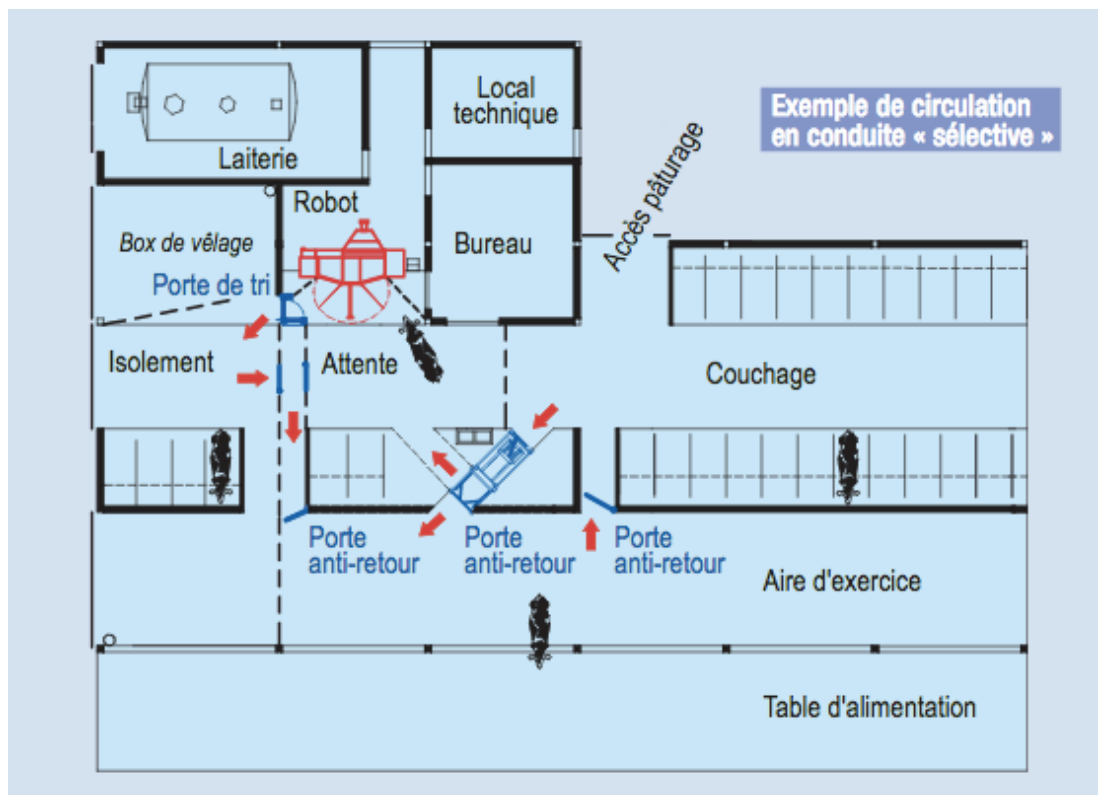 Exemple de circulation
en conduite « sélective »
Local
technique
Laiterie
Accès pâturage
Robot
Box de vêlage
Bureau
Porte de tri
Isolement
Attente
Couchage
Porte
anti-retour
Porte
anti-retour
Porte
anti-retour
Aire d'exercice
Table d'alimentation